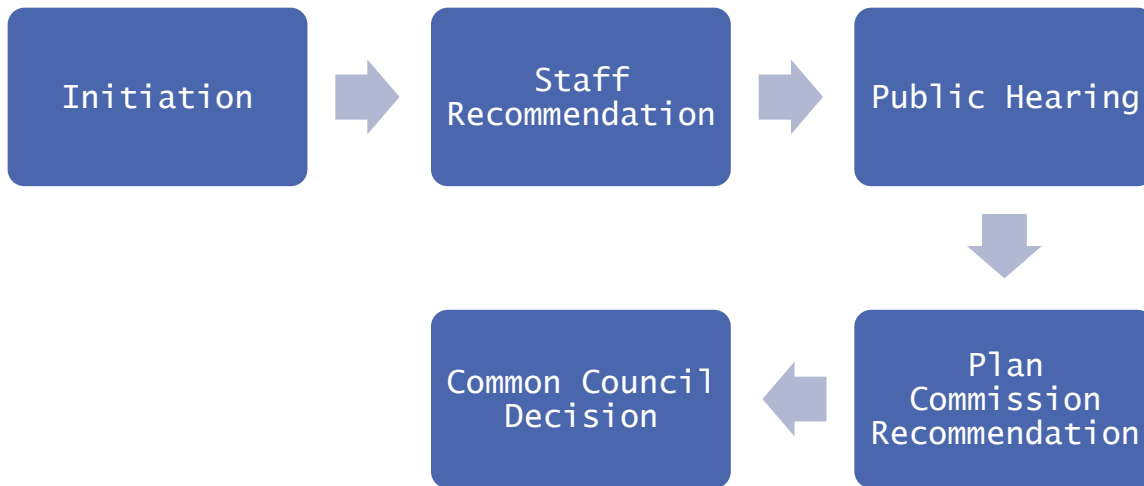 Initiation
Staff
Recommendation
Public Hearing
Plan
Commission
Recommendation
Common Council
Decision